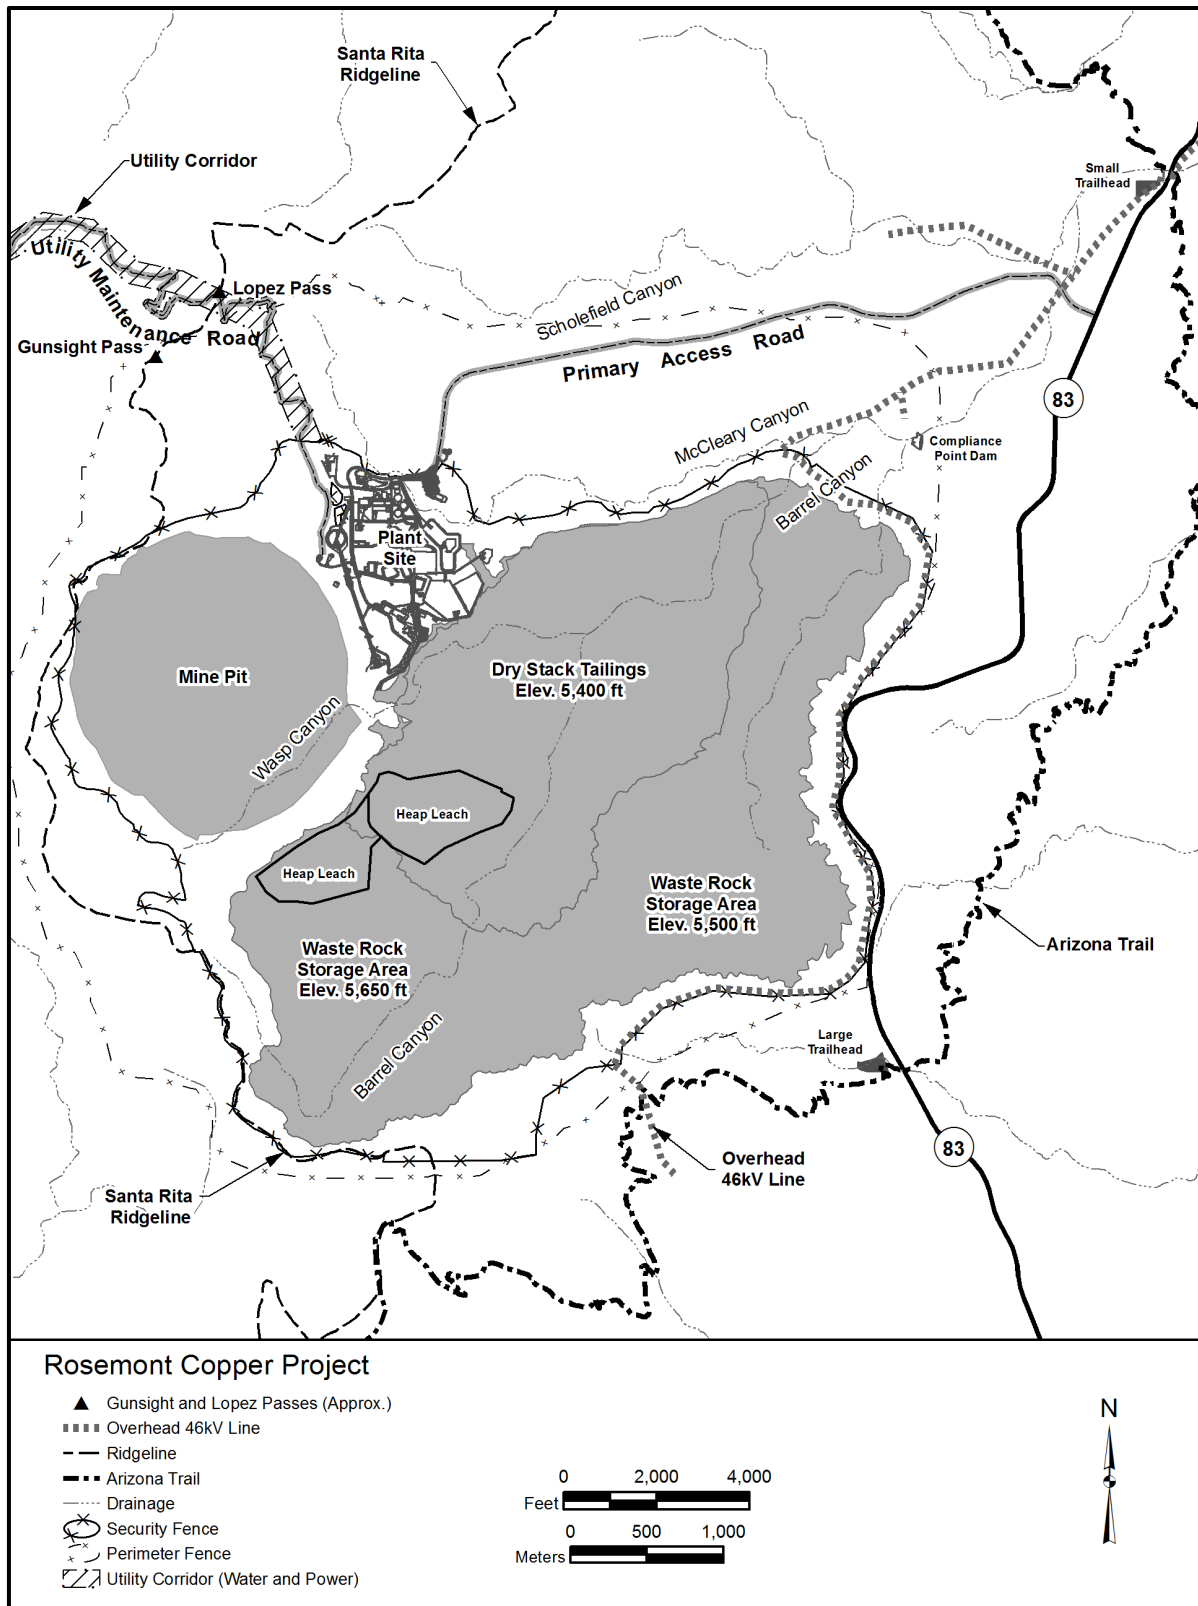 Santa Rita
Ridgeline
Utility Corridor
Small
Trailhead
Utility Maintenance Road
Lopez Pass
Gunsight Pass
Scholefield Canyon
Primary Access Road
83
McCleary Canyon
Compliance
Point Dam
Barrel Canyon
Plant
Site
Mine Pit
Dry Stack Tailings
Elev. 5,400 ft
Wasp Canyon
Heap Leach
Heap Leach
Waste Rock
Storage Area
Elev. 5,500 ft
Arizona Trail
Waste Rock
Storage Area
Elev. 5,650 ft
Large
Trailhead
Barrel Canyon
83
Overhead
46kV Line
Santa Rita
Ridgeline
Rosemont Copper Project
Gunsight and Lopez Passes (Approx.)
Overhead 46kV Line
Ridgeline
Arizona Trail
Drainage
Security Fence
Perimeter Fence
Utility Corridor (Water and Power)
0 2,000 4,000
Feet
0 500 1,000
Meters
N